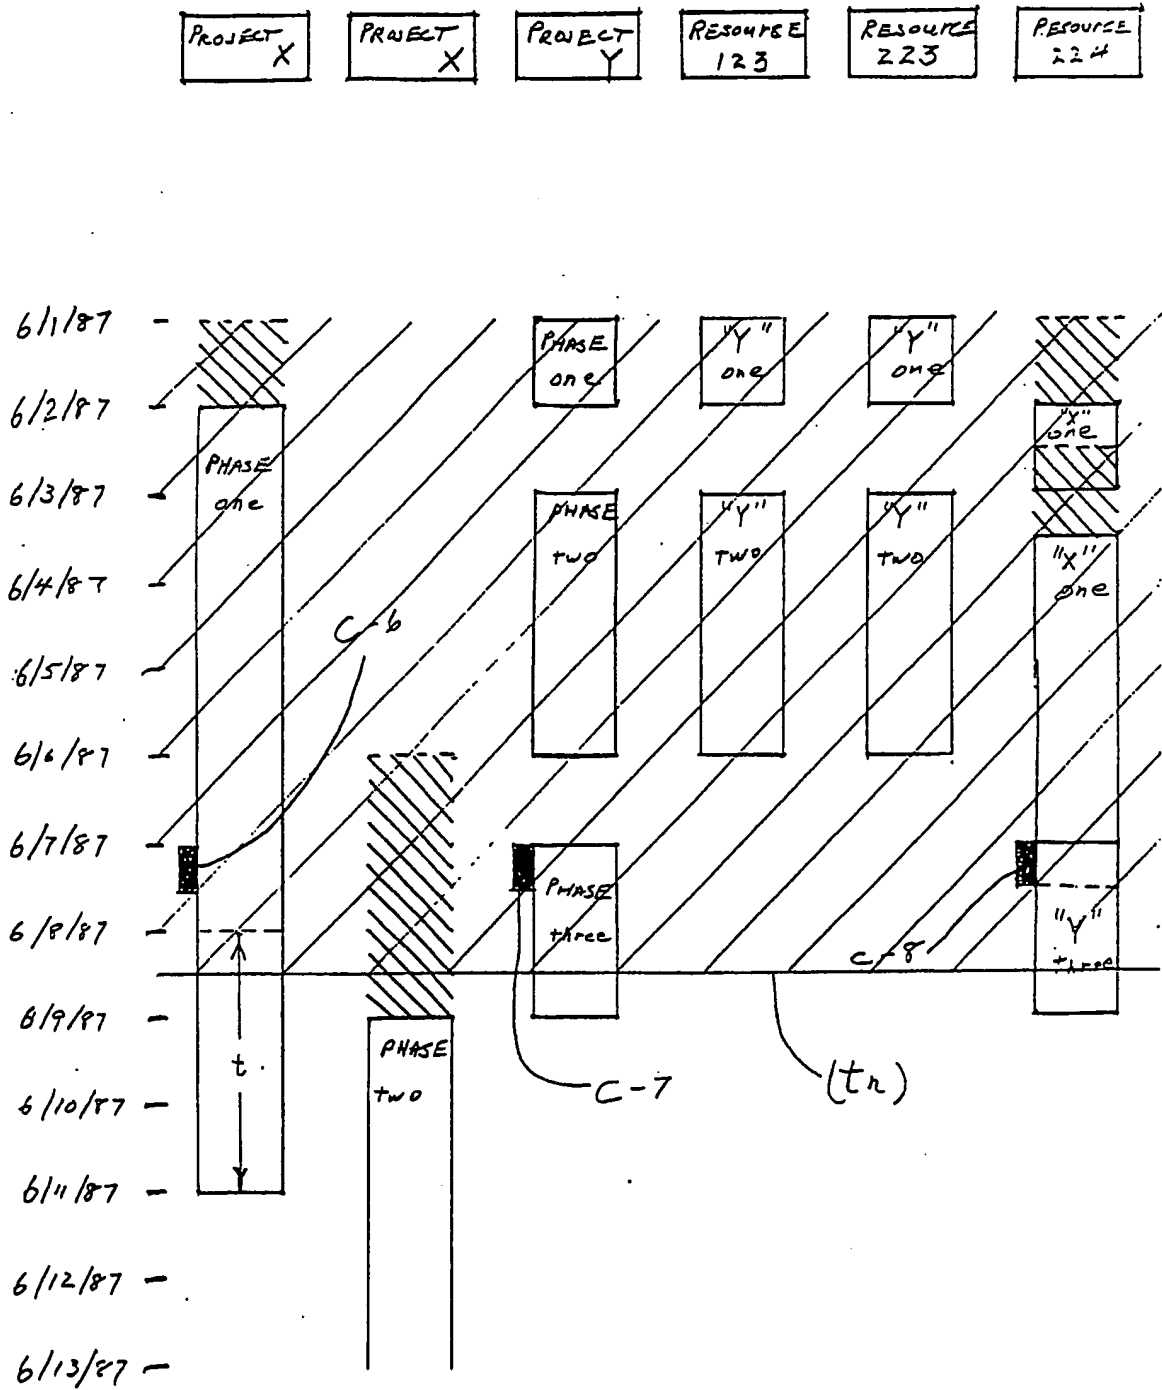 PROJECT
X
PROJECT
X
PROJECT
Y
RESOURCE
123
RESOURCE
223
RESOURCE
224
6/1/87
PHASE
one
"Y"
one
"Y"
one
6/2/87
"X"
one
PHASE
one
6/3/87
PHASE
two
"Y"
two
"Y"
two
6/4/87
"X"
one
C-6
6/5/87
6/6/87
6/7/87
PHASE
three
6/8/87
"Y"
three
C-8
6/9/87
t
PHASE
two
C-7
(tn)
6/10/87
6/11/87
6/12/87
6/13/87